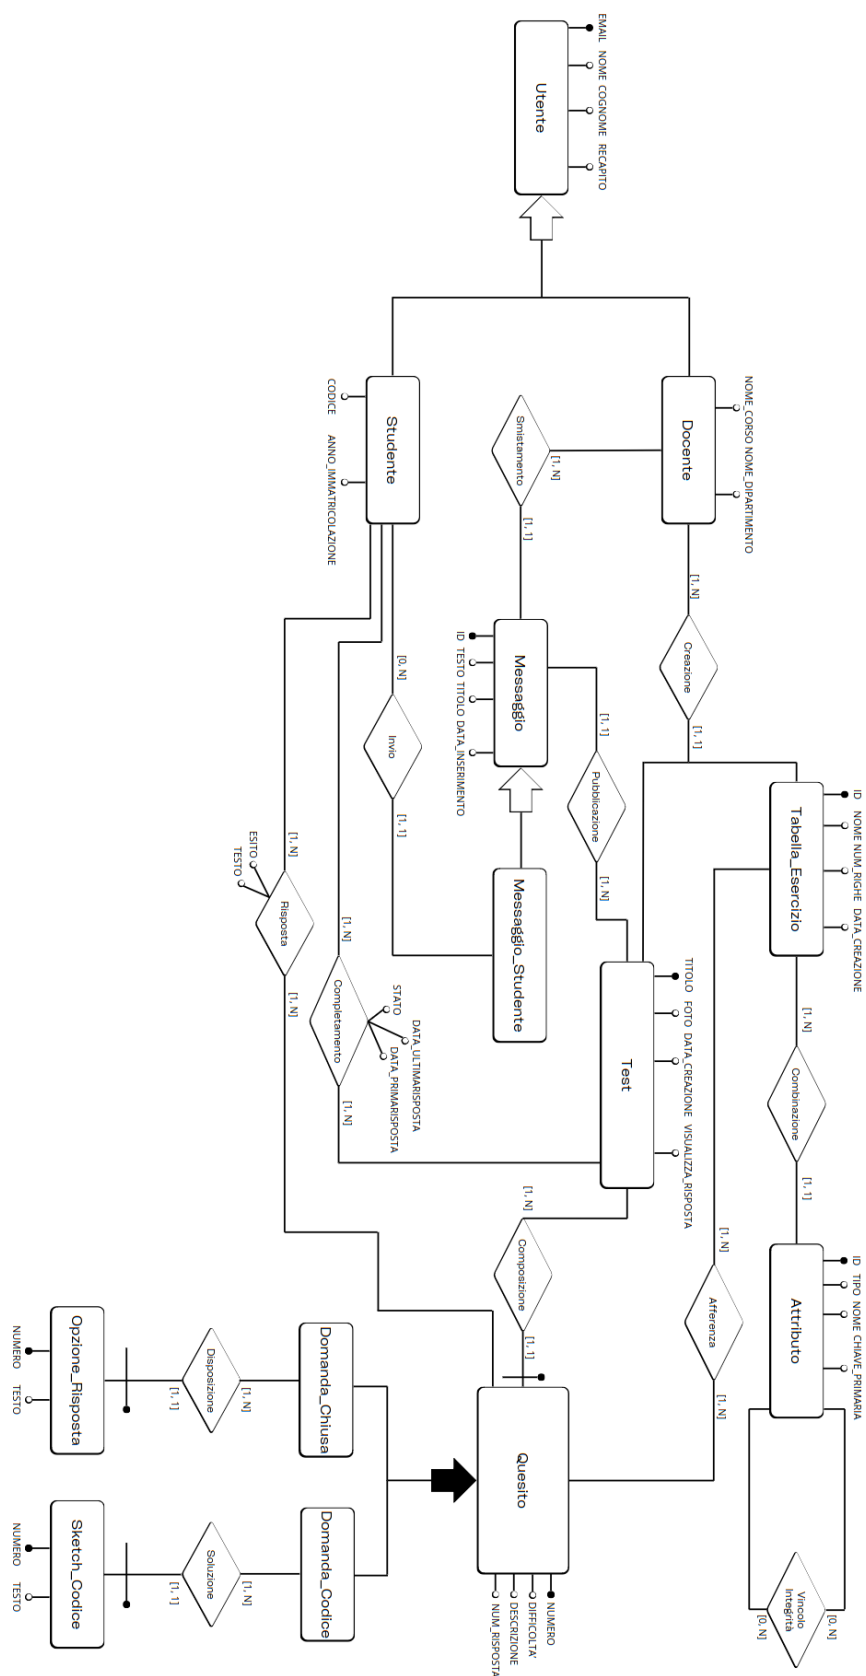 EMAIL
NOME
COGNOME
RECAPITO
Utente
Studente
CODICE
ANNO_IMMATRICOLAZIONE
Docente
NOME_CORSO
NOME_DIPARTIMENTO
Smistamento
[1, N]
[1, 1]
Messaggio
ID
TESTO
TITOLO
DATA_INSERIMENTO
[1, N]
Creazione
[1, 1]
[1, 1]
Pubblicazione
[1, N]
[0, N]
Invio
[1, 1]
Messaggio_Studente
Tabella_Esercizio
ID
NOME
NUM_RIGHE
DATA_CREAZIONE
[1, N]
Risposta
ESITO
TESTO
[1, N]
[1, N]
Completamento
STATO
DATA_ULTIMARISPOSTA
DATA_PRIMARISPOSTA
[1, N]
Test
TITOLO
FOTO
DATA_CREAZIONE
VISUALIZZA_RISPOSTA
[1, N]
Combinazione
[1, 1]
Attributo
ID
TIPO
NOME
CHIAVE_PRIMARIA
[1, N]
Composizione
[1, 1]
[1, N]
Afferenza
[1, N]
Vincolo
Integrità
[0, N]
[0, N]
Quesito
NUMERO
DIFFICOLTA'
DESCRIZIONE
NUM_RISPOSTA
Domanda_Chiusa
[1, N]
Disposizione
[1, 1]
Opzione_Risposta
NUMERO
TESTO
Domanda_Codice
[1, N]
Soluzione
[1, 1]
Sketch_Codice
NUMERO
TESTO